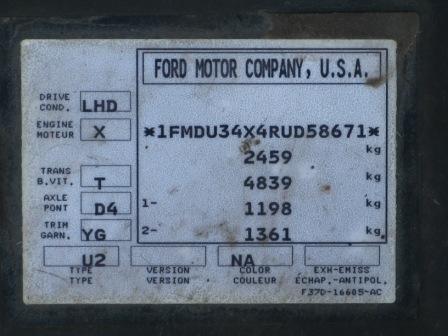 FORD MOTOR COMPANY, U.S.A.
DRIVE COND. LHD
ENGINE MOTEUR X
*1FMDU34X4RUD58671*
2459 kg
TRANS B.VIT. T
4839 kg
AXLE PONT D4
1- 1198 kg
TRIM GARN. YG
2- 1361 kg.
U2 NA
TYPE VERSION COLOR EXH-EMISS
TYPE VERSION COULEUR ÉCHAP.-ANTIPOL.
F37D-16605-AC